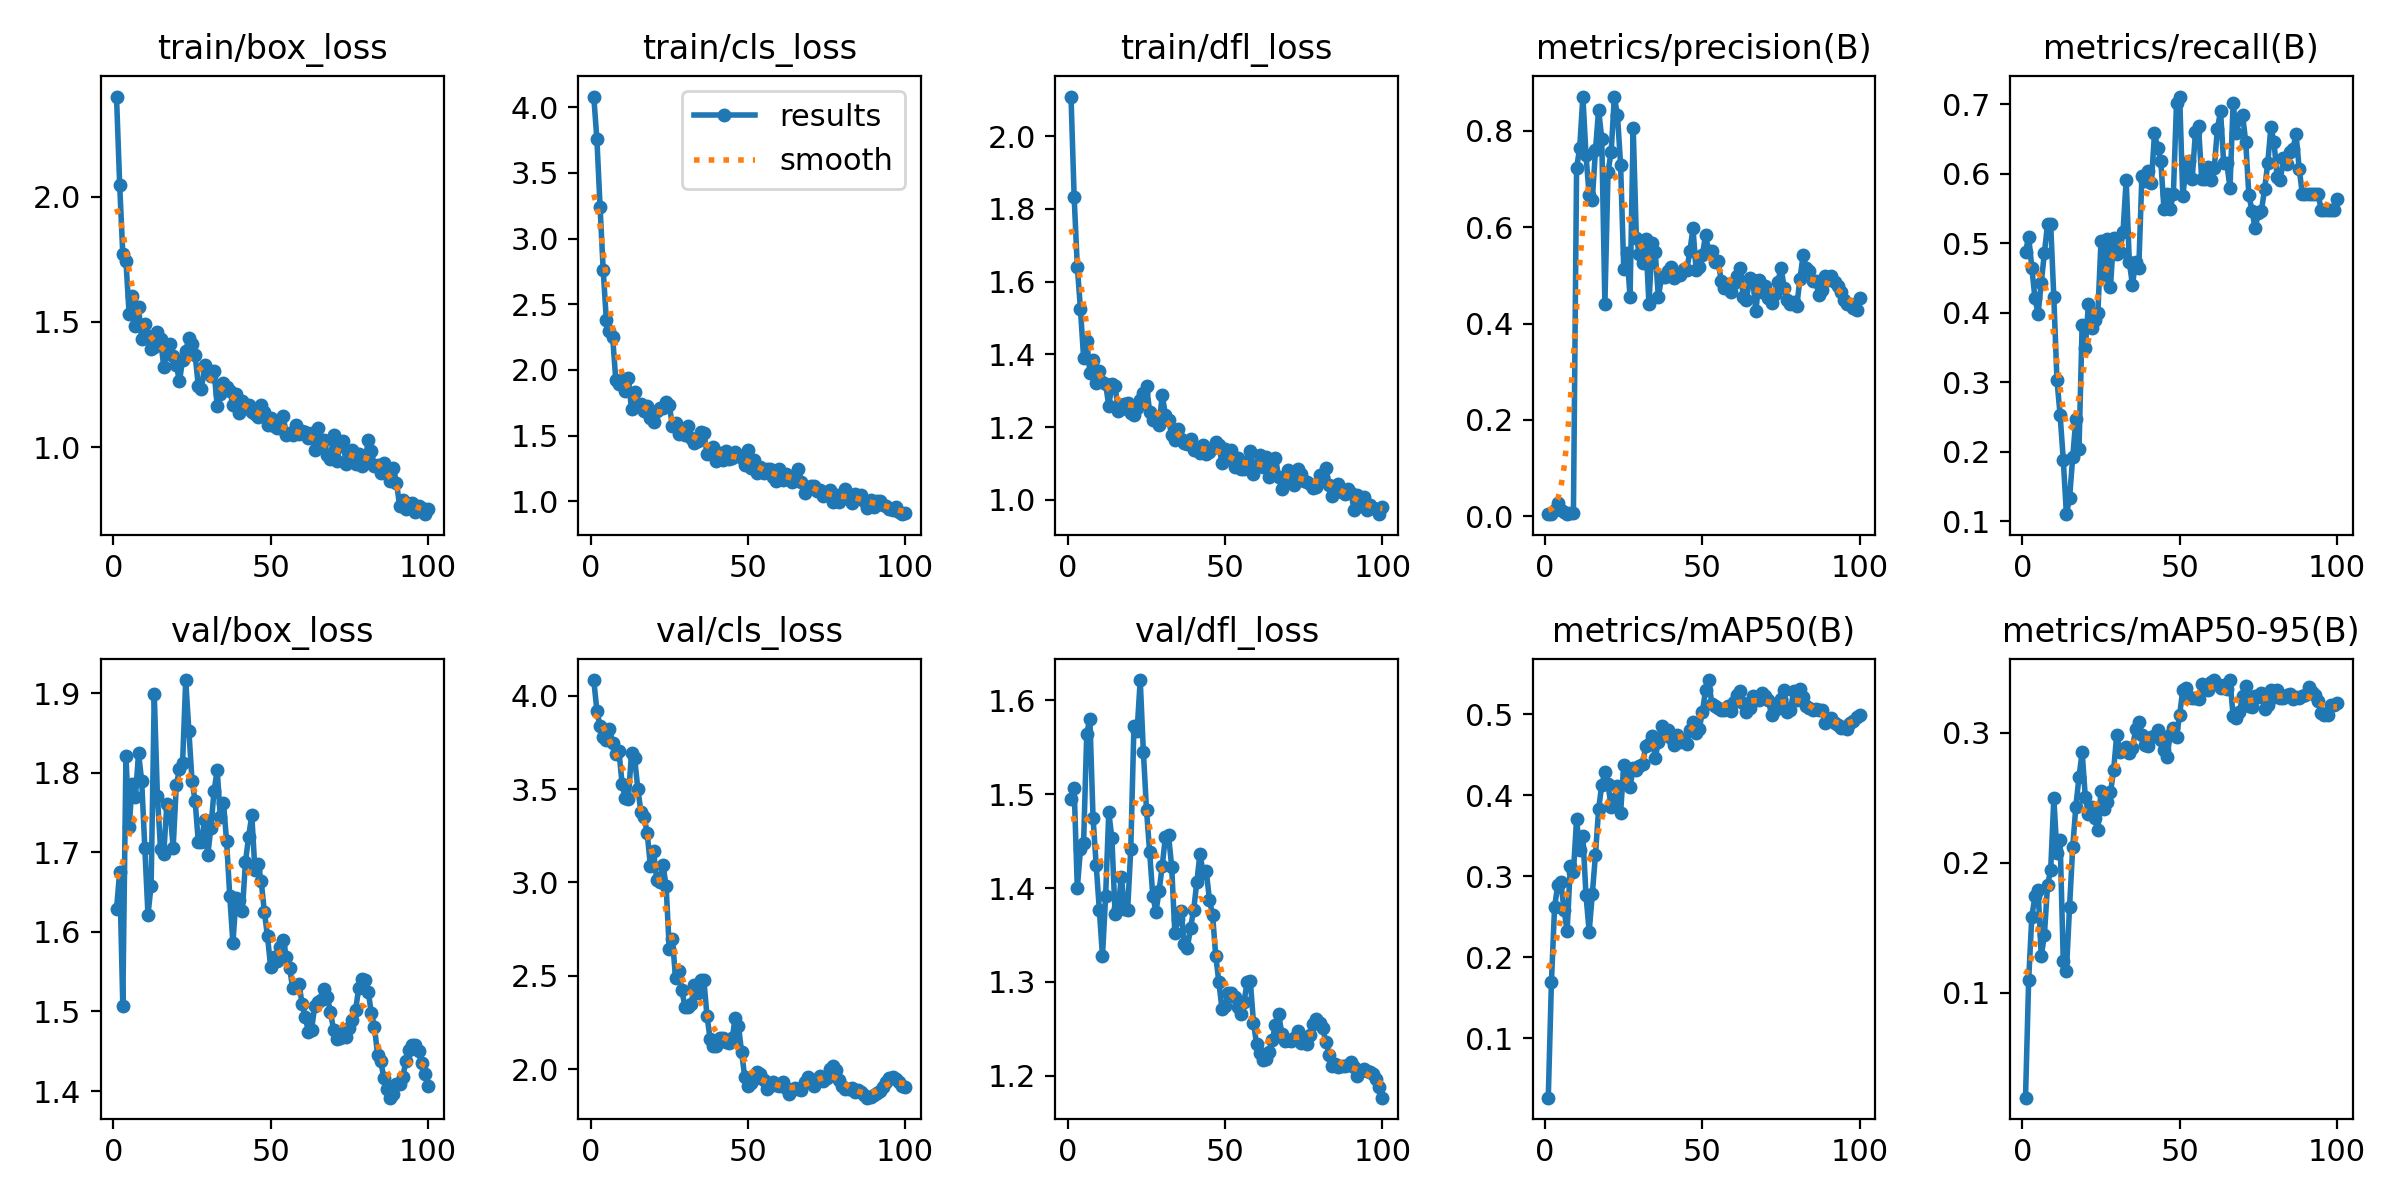 train/box_loss
2.0
1.5
1.0
0 50 100
train/cls_loss
results
smooth
4.0
3.5
3.0
2.5
2.0
1.5
1.0
0 50 100
train/dfl_loss
2.0
1.8
1.6
1.4
1.2
1.0
0 50 100
metrics/precision(B)
0.8
0.6
0.4
0.2
0.0
0 50 100
metrics/recall(B)
0.7
0.6
0.5
0.4
0.3
0.2
0.1
0 50 100
val/box_loss
1.9
1.8
1.7
1.6
1.5
1.4
0 50 100
val/cls_loss
4.0
3.5
3.0
2.5
2.0
0 50 100
val/dfl_loss
1.6
1.5
1.4
1.3
1.2
0 50 100
metrics/mAP50(B)
0.5
0.4
0.3
0.2
0.1
0 50 100
metrics/mAP50-95(B)
0.3
0.2
0.1
0 50 100